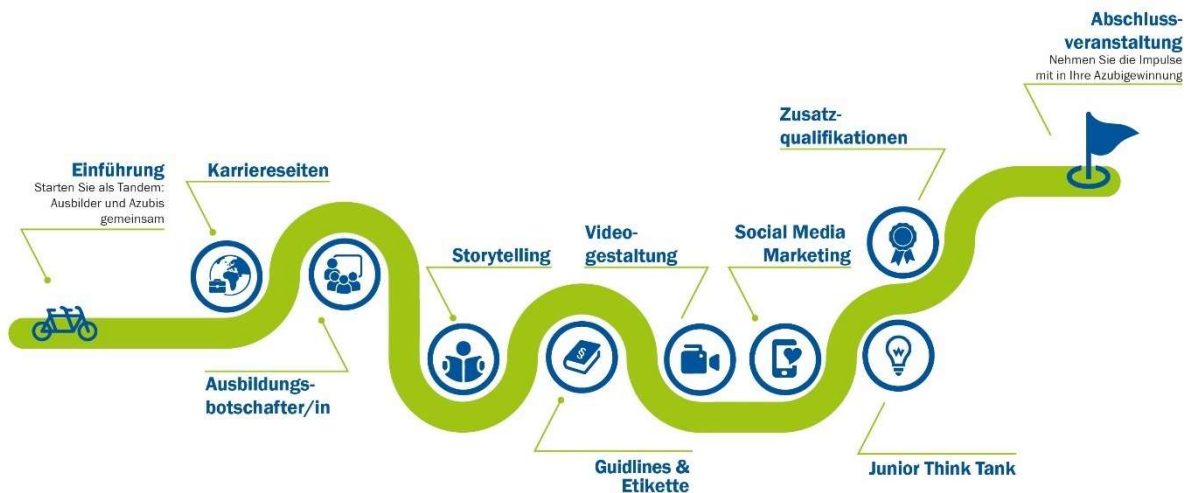 Einführung
Starten Sie als Tandem:
Ausbilder und Azubis
gemeinsam
Karriereseiten
Ausbildungs-
botschafter/in
Storytelling
Guidlines &
Etikette
Video-
gestaltung
Social Media
Marketing
Junior Think Tank
Zusatz-
qualifikationen
Abschluss-
veranstaltung
Nehmen Sie die Impulse
mit in Ihre Azubigewinnung
§